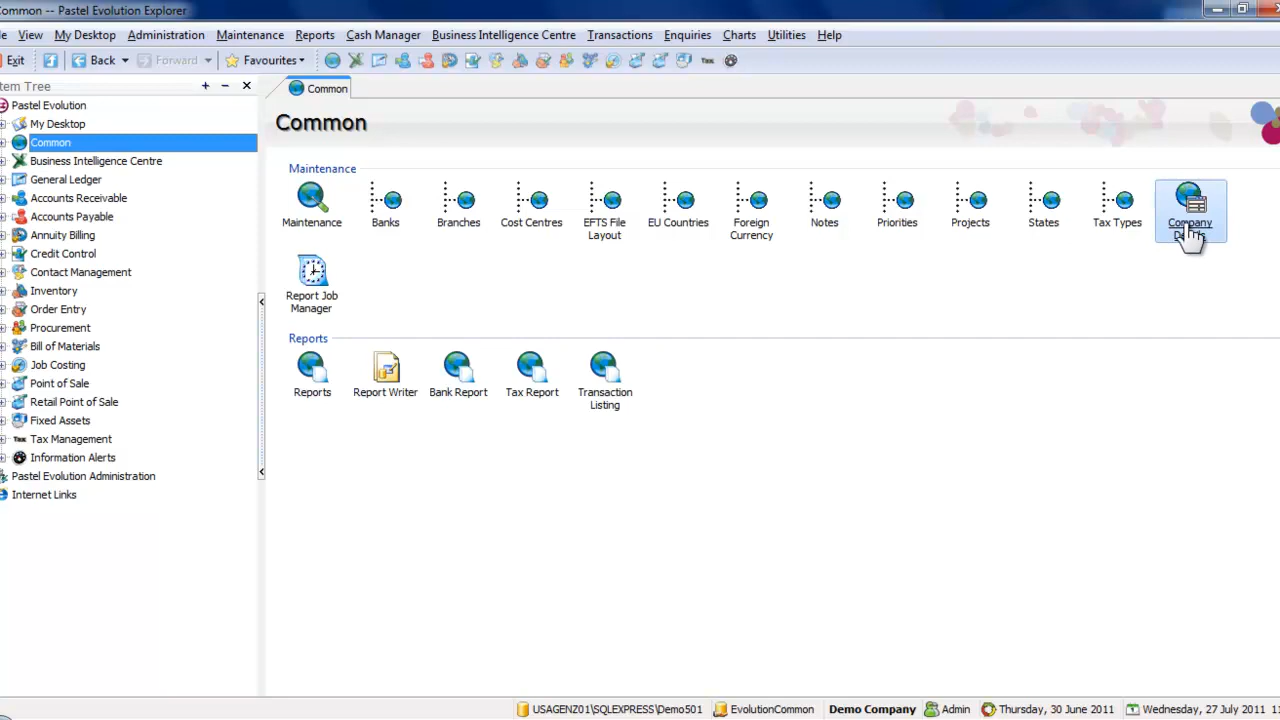 Common -- Pastel Evolution Explorer
View My Desktop Administration Maintenance Reports Cash Manager Business Intelligence Centre Transactions Enquiries Charts Utilities Help
Exit Back Forward Favourites
Tree
Pastel Evolution
My Desktop
Common
Business Intelligence Centre
General Ledger
Accounts Receivable
Accounts Payable
Annuity Billing
Credit Control
Contact Management
Inventory
Order Entry
Procurement
Bill of Materials
Job Costing
Point of Sale
Retail Point of Sale
Fixed Assets
Tax Management
Information Alerts
Pastel Evolution Administration
Internet Links
Common
Common
Maintenance
Maintenance Banks Branches Cost Centres EFTS File Layout EU Countries Foreign Currency Notes Priorities Projects States Tax Types Company
Report Job Manager
Reports
Reports Report Writer Bank Report Tax Report Transaction Listing
USAGENZ01\SQLEXPRESS\Demo501 EvolutionCommon Demo Company Admin Thursday, 30 June 2011 Wednesday, 27 July 2011